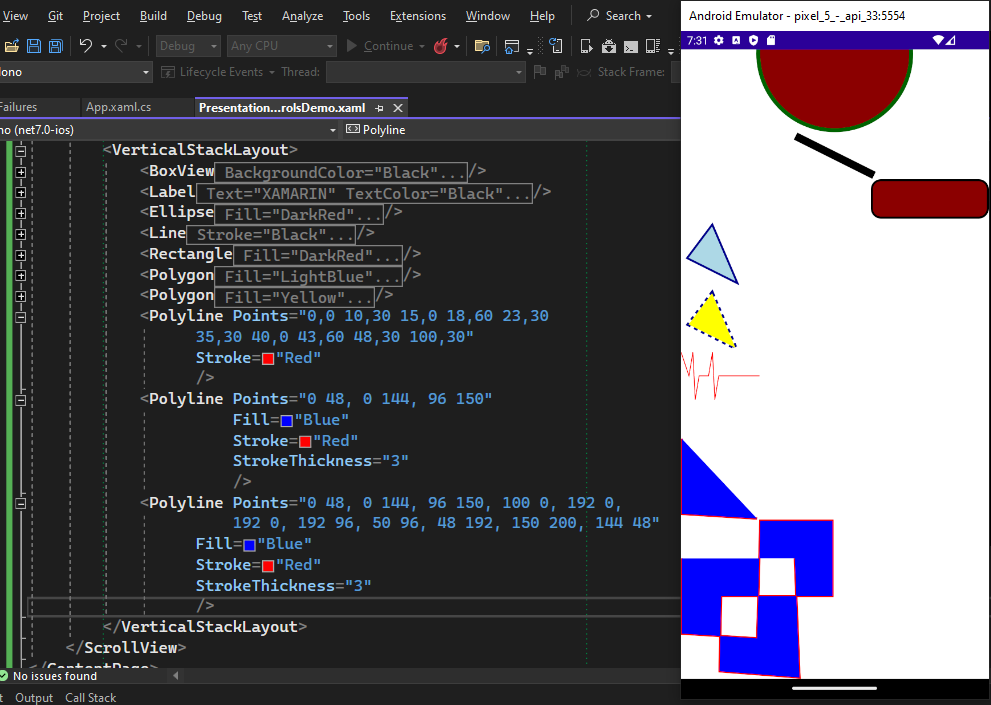 View Git Project Build Debug Test Analyze Tools Extensions Window Help Search
Android Emulator - pixel_5_-_api_33:5554
7:31
Debug Any CPU Continue
ono Lifecycle Events Thread: Stack Frame:
Failures App.xaml.cs Presentation...rolsDemo.xaml
no (net7.0-ios) Polyline
<VerticalStackLayout>
<BoxView BackgroundColor="Black".../>
<Label Text="XAMARIN" TextColor="Black".../>
<Ellipse Fill="DarkRed".../>
<Line Stroke="Black".../>
<Rectangle Fill="DarkRed".../>
<Polygon Fill="LightBlue".../>
<Polygon Fill="Yellow".../>
<Polyline Points="0,0 10,30 15,0 18,60 23,30
35,30 40,0 43,60 48,30 100,30"
Stroke="Red"
/>
<Polyline Points="0 48, 0 144, 96 150"
Fill="Blue"
Stroke="Red"
StrokeThickness="3"
/>
<Polyline Points="0 48, 0 144, 96 150, 100 0, 192 0,
192 0, 192 96, 50 96, 48 192, 150 200, 144 48"
Fill="Blue"
Stroke="Red"
StrokeThickness="3"
/>
</VerticalStackLayout>
</ScrollView>
</ContentPage>
No issues found
t Output Call Stack